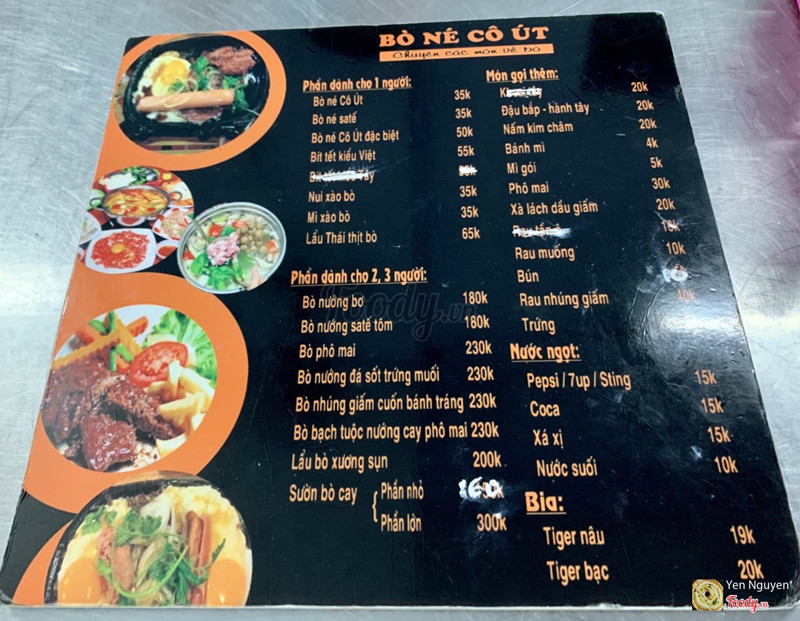 BÒ NÉ CÔ ÚT
Chuyên các món về bò
Phần dành cho 1 người:
Bò né Cô Út 35k
Bò né satế 35k
Bò né Cô Út đặc biệt 50k
Bít tết kiểu Việt 55k
Nui xào bò 35k
Mì xào bò 35k
Lẩu Thái thịt bò 65k
Phần dành cho 2, 3 người:
Bò nướng bơ 180k
Bò nướng satế tôm 180k
Bò phô mai 230k
Bò nướng đá sốt trứng muối 230k
Bò nhúng giấm cuốn bánh tráng 230k
Bò bạch tuộc nướng cay phô mai 230k
Lẩu bò xương sụn 200k
Sườn bò cay
Phần nhỏ
Phần lớn 300k
Món gọi thêm:
20k
Đậu bắp - hành tây 20k
Nấm kim châm 20k
Bánh mì 4k
Mì gói 5k
Phô mai 30k
Xà lách dầu giấm 20k
Rau muống 10k
Bún
Rau nhúng giấm
Trứng
Nước ngọt:
Pepsi / 7up / Sting 15k
Coca 15k
Xá xị 15k
Nước suối 10k
Bia:
Tiger nâu 19k
Tiger bạc 20k
Foody.vn
Yen Nguyen
Foody.vn